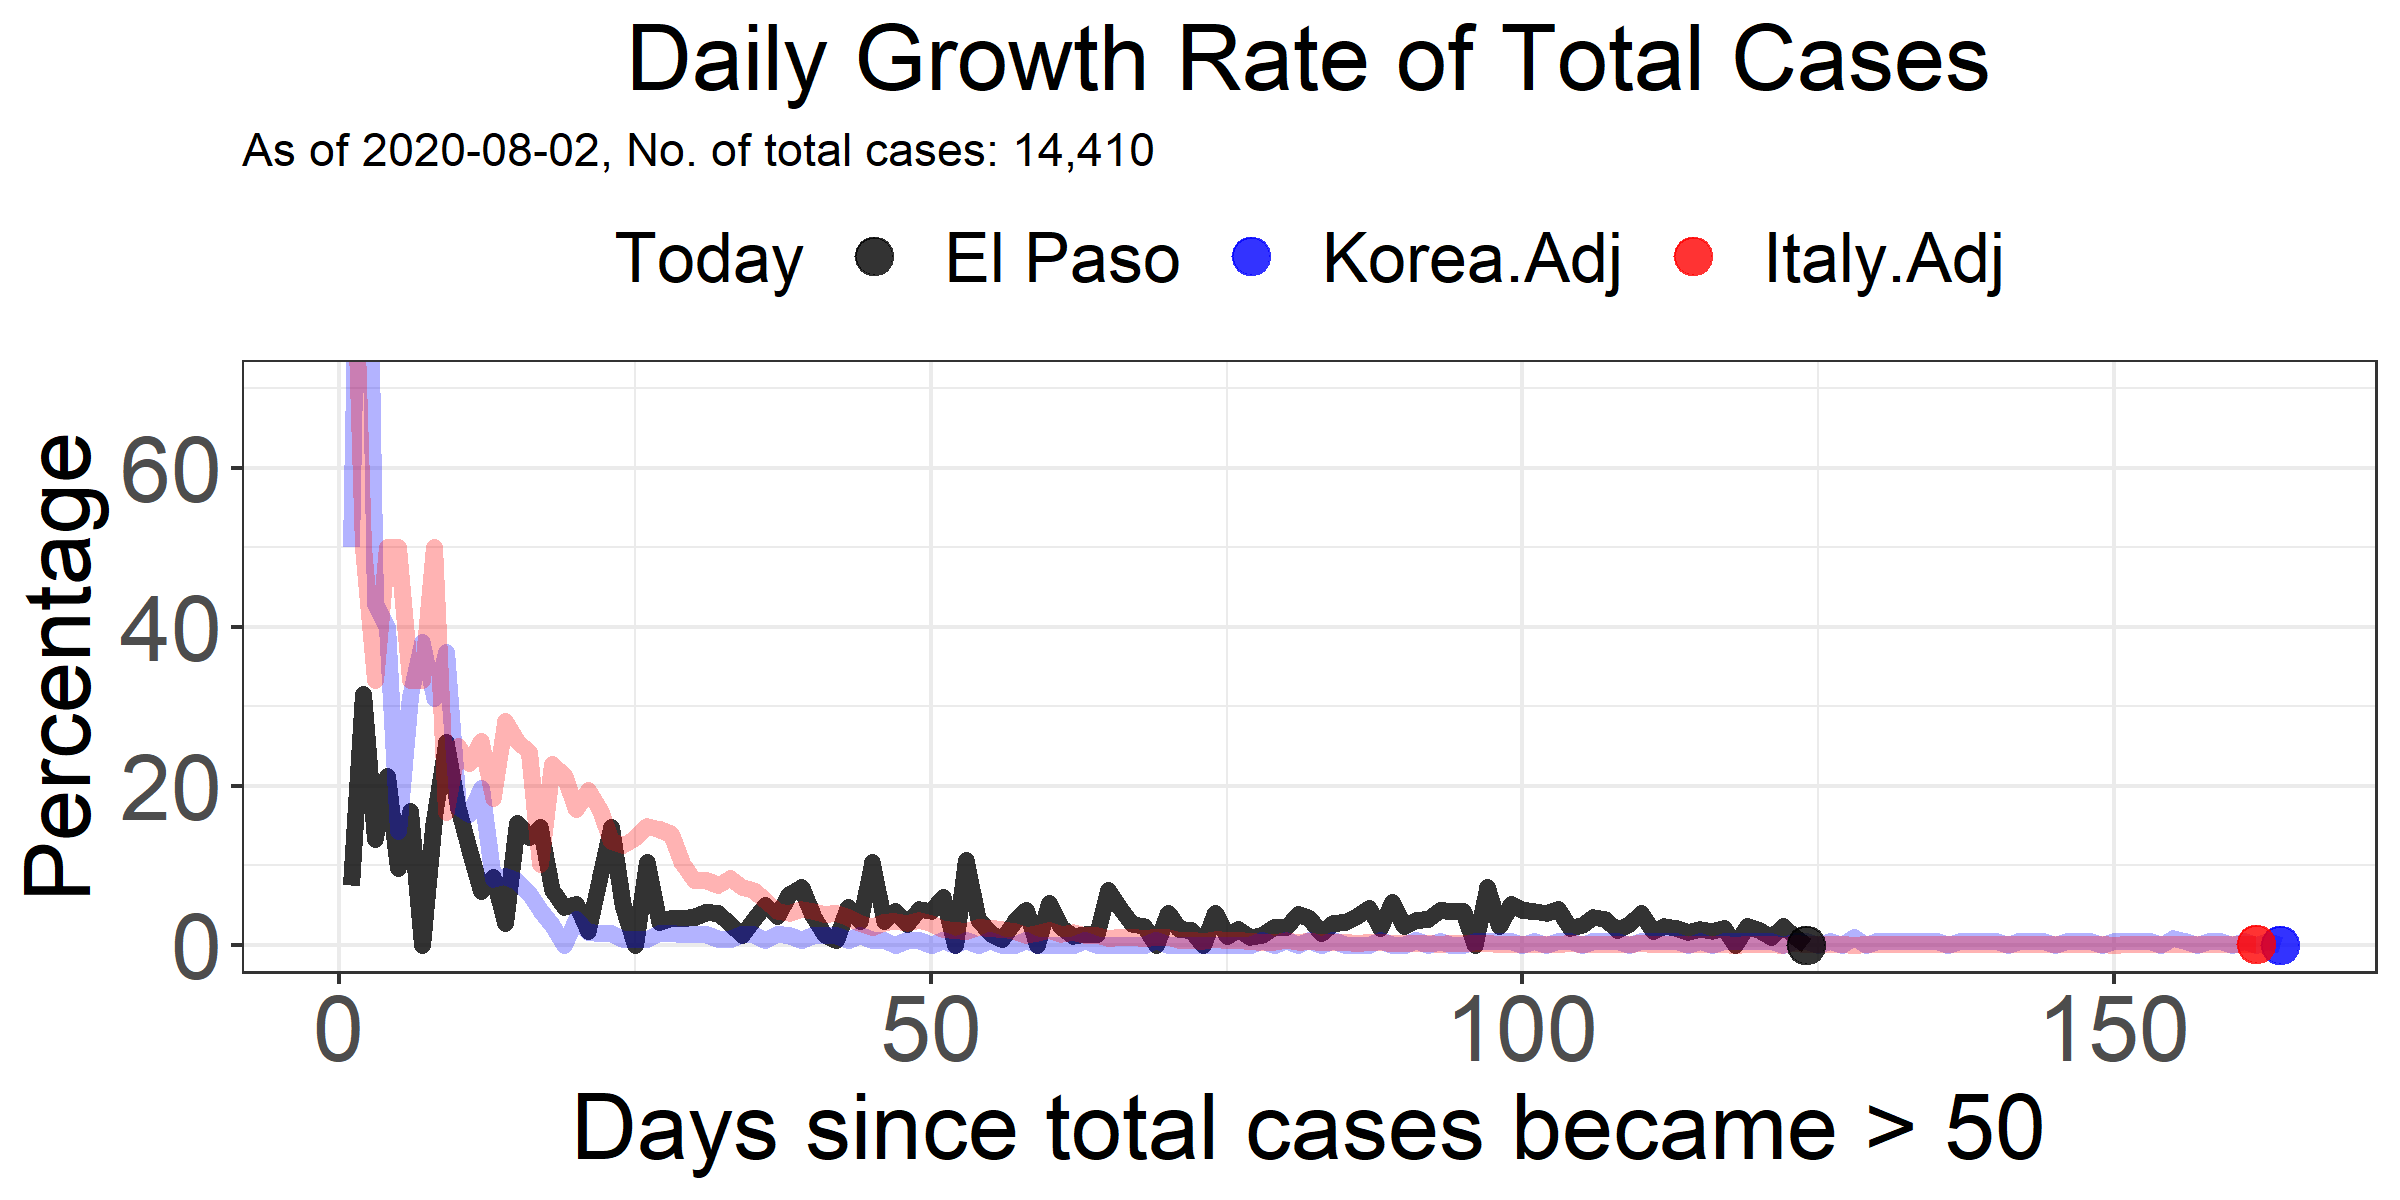 Daily Growth Rate of Total Cases
As of 2020-08-02, No. of total cases: 14,410
Today El Paso Korea.Adj Italy.Adj
Percentage
60
40
20
0
0 50 100 150
Days since total cases became > 50